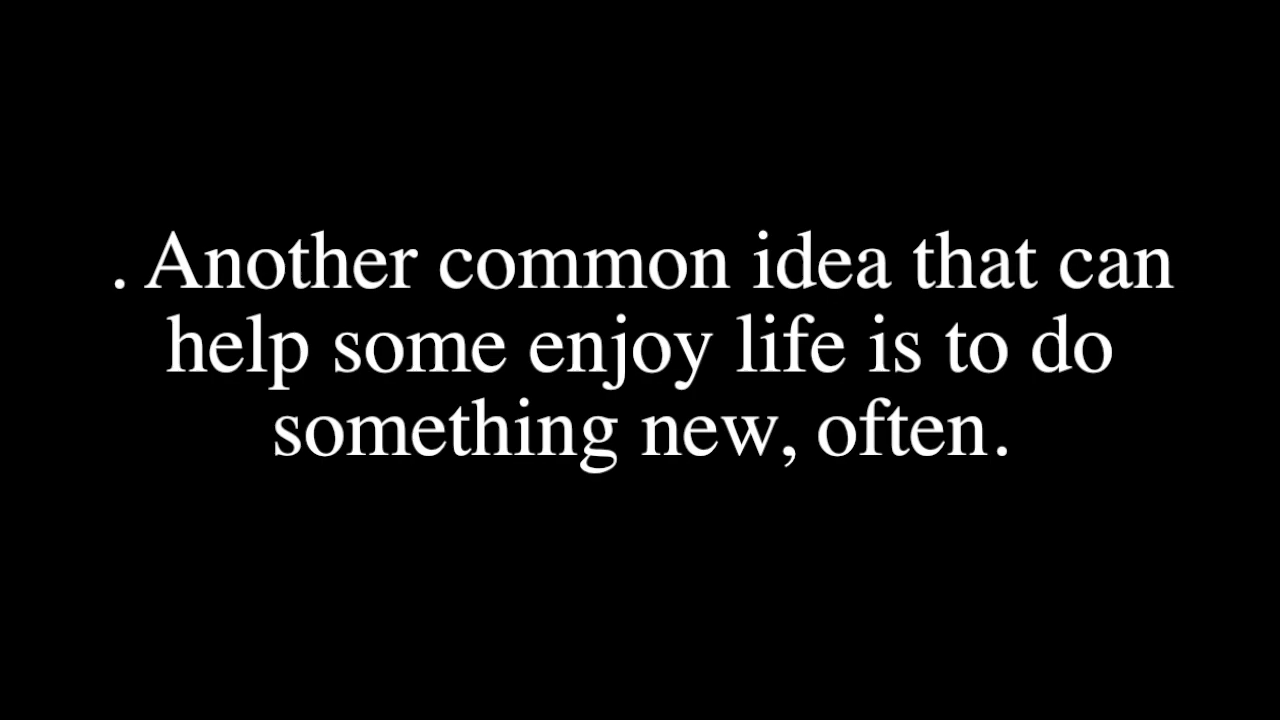 . Another common idea that can
help some enjoy life is to do
something new, often.